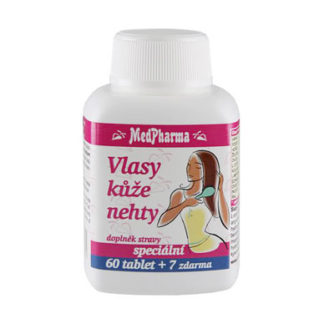 MedPharma
Vlasy
kůže
nehty
doplněk stravy
speciální
60 tablet + 7 zdarma